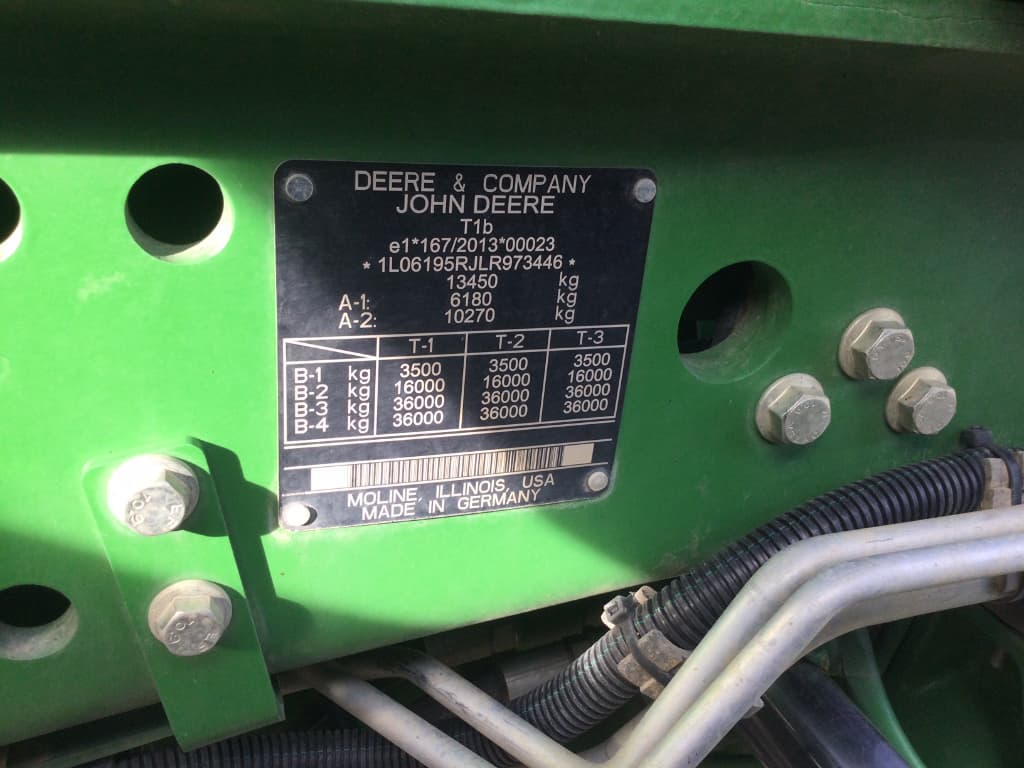 DEERE & COMPANY
JOHN DEERE
T1b
e1*167/2013*00023
* 1L06195RJLR973446 *
13450 kg
A-1: 6180 kg
A-2: 10270 kg
T-1 T-2 T-3
B-1 kg 3500 3500 3500
B-2 kg 16000 16000 16000
B-3 kg 36000 36000 36000
B-4 kg 36000 36000 36000
MOLINE, ILLINOIS, USA
MADE IN GERMANY